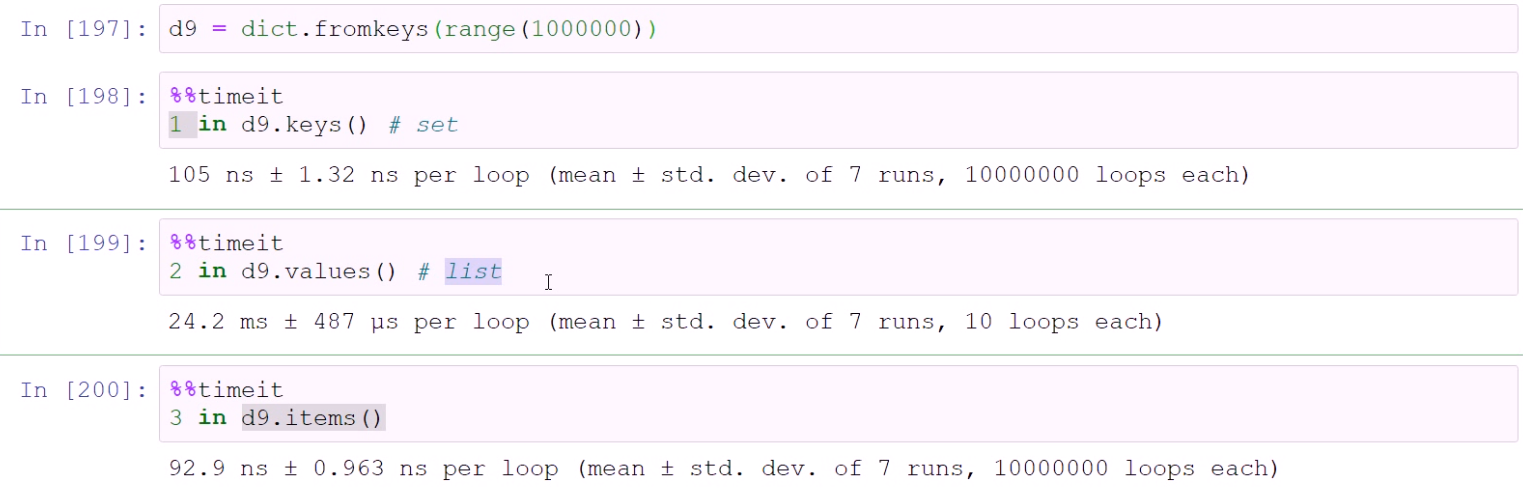 In [197]: d9 = dict.fromkeys(range(1000000))
In [198]: %%timeit
1 in d9.keys() # set
105 ns ± 1.32 ns per loop (mean ± std. dev. of 7 runs, 10000000 loops each)
In [199]: %%timeit
2 in d9.values() # list
24.2 ms ± 487 µs per loop (mean ± std. dev. of 7 runs, 10 loops each)
In [200]: %%timeit
3 in d9.items()
92.9 ns ± 0.963 ns per loop (mean ± std. dev. of 7 runs, 10000000 loops each)